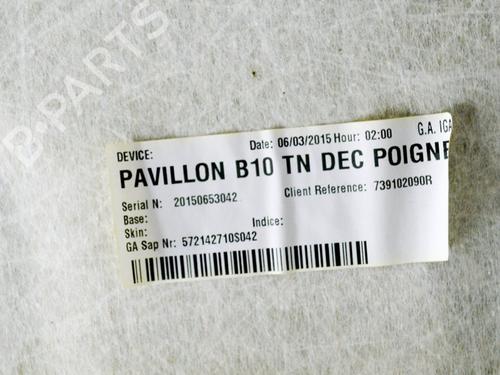 B-PARTS
Date: 06/03/2015 Hour: 02:00
G.A. IGA
DEVICE:
PAVILLON B10 TN DEC POIGNE
Serial N: 20150653042
Client Reference: 739102090R
Base:
Indice:
Skin:
GA Sap Nr: 572142710S042